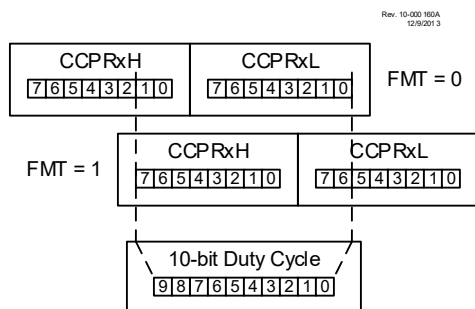 Rev. 10-000 160A
12/9/2013
CCPRxH CCPRxL
7 6 5 4 3 2 1 0 7 6 5 4 3 2 1 0 FMT = 0
CCPRxH CCPRxL
FMT = 1 7 6 5 4 3 2 1 0 7 6 5 4 3 2 1 0
10-bit Duty Cycle
9 8 7 6 5 4 3 2 1 0